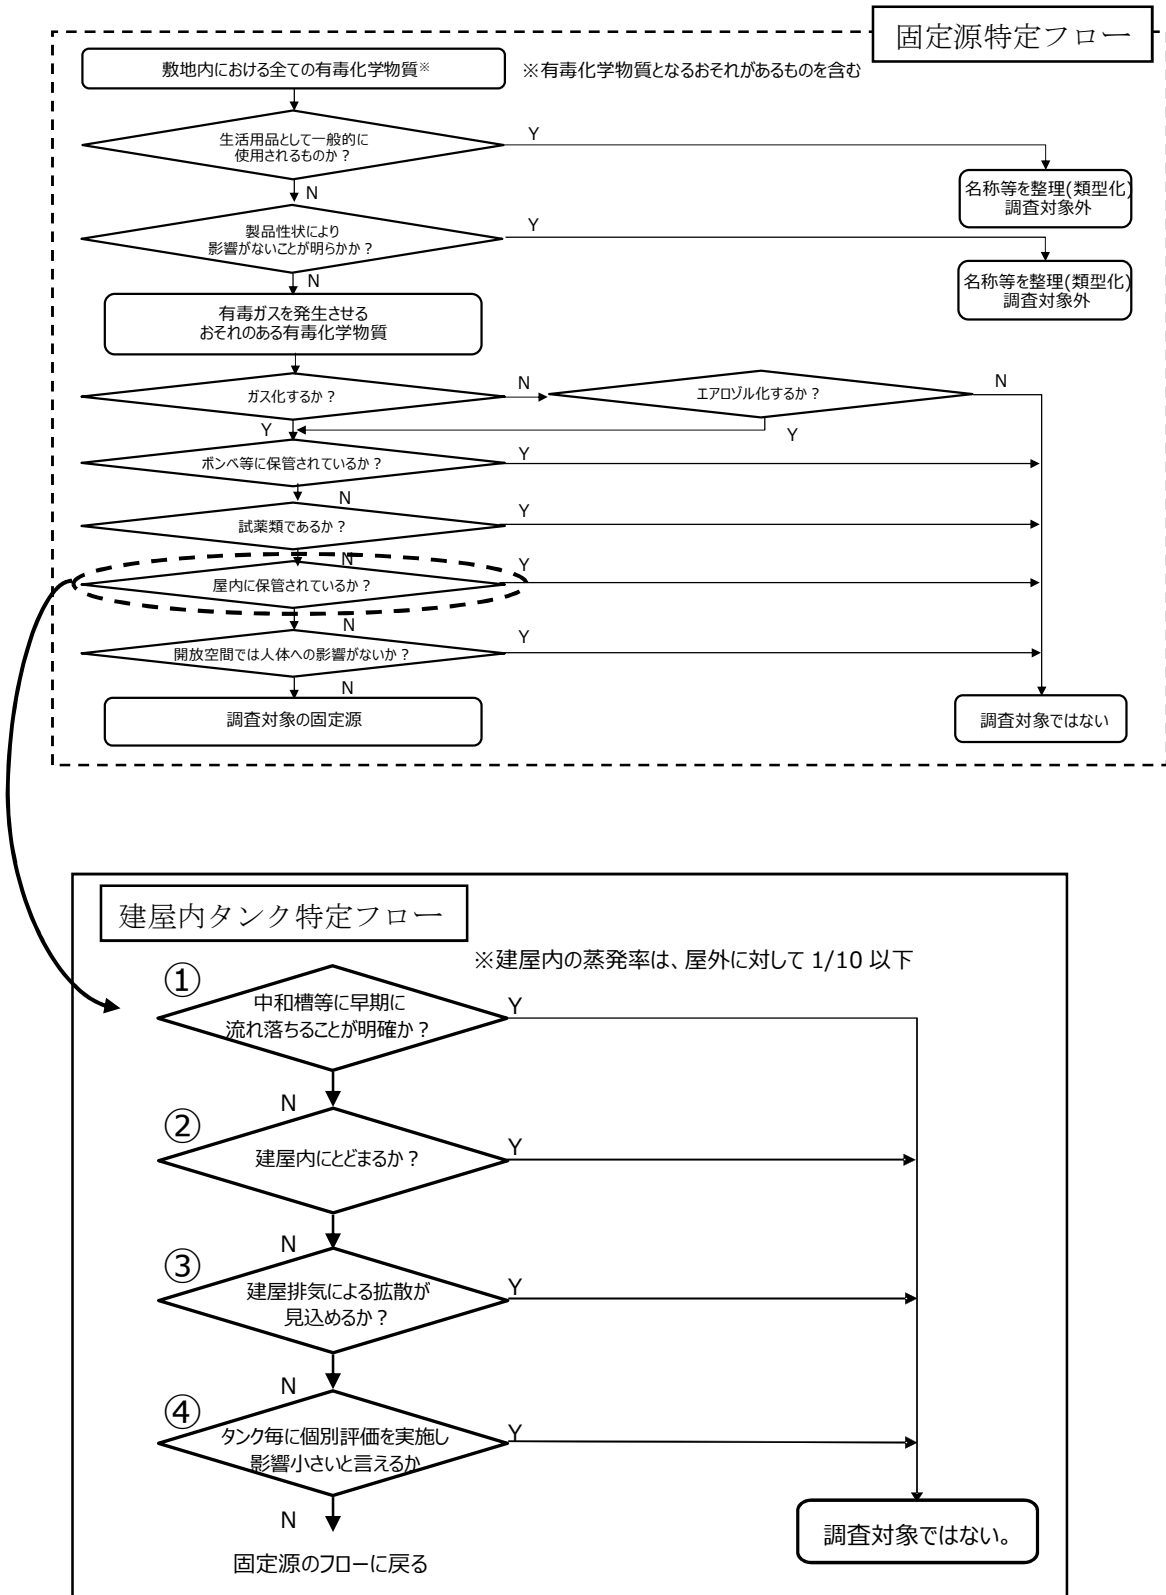 固定源特定フロー
敷地内における全ての有毒化学物質※
※有毒化学物質となるおそれがあるものを含む
生活用品として一般的に
使用されるものか？
Y
N
名称等を整理(類型化)
調査対象外
製品性状により
影響がないことが明らかか？
Y
N
名称等を整理(類型化)
調査対象外
有毒ガスを発生させる
おそれのある有毒化学物質
ガス化するか？
N
エアロゾル化するか？
N
Y
Y
ボンベ等に保管されているか？
Y
N
試薬類であるか？
Y
N
屋内に保管されているか？
Y
N
開放空間では人体への影響がないか？
Y
N
調査対象の固定源
調査対象ではない
建屋内タンク特定フロー
※建屋内の蒸発率は、屋外に対して 1/10 以下
①
中和槽等に早期に
流れ落ちることが明確か？
Y
N
②
建屋内にとどまるか？
Y
N
③
建屋排気による拡散が
見込めるか？
Y
N
④
タンク毎に個別評価を実施し
影響小さいと言えるか
Y
N
調査対象ではない。
固定源のフローに戻る